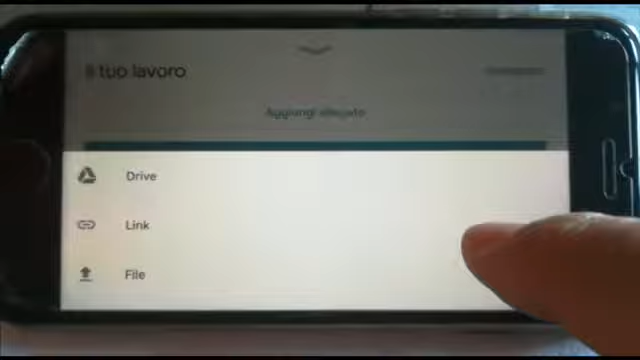 Il tuo lavoro
Aggiungi allegato
Drive
Link
File